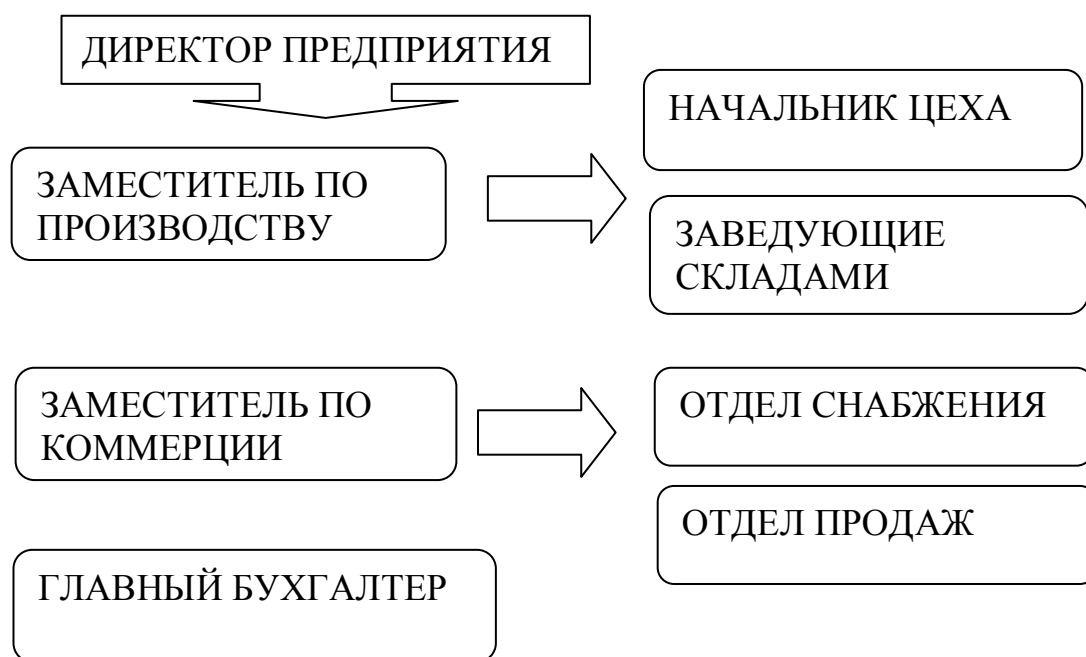 ДИРЕКТОР ПРЕДПРИЯТИЯ
НАЧАЛЬНИК ЦЕХА
ЗАМЕСТИТЕЛЬ ПО
ПРОИЗВОДСТВУ
ЗАВЕДУЮЩИЕ
СКЛАДАМИ
ЗАМЕСТИТЕЛЬ ПО
КОММЕРЦИИ
ОТДЕЛ СНАБЖЕНИЯ
ОТДЕЛ ПРОДАЖ
ГЛАВНЫЙ БУХГАЛТЕР